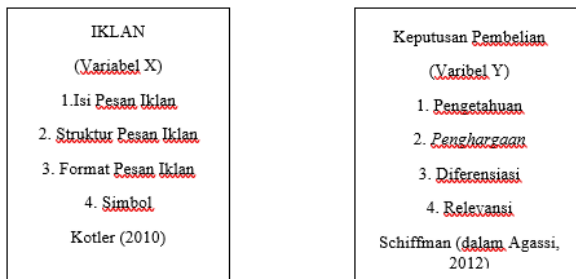 IKLAN
(Variabel X)
1.Isi Pesan Iklan
2. Struktur Pesan Iklan
3. Format Pesan Iklan
4. Simbol
Kotler (2010)
Keputusan Pembelian
(Varibel Y)
1. Pengetahuan
2. Penghargaan
3. Diferensiasi
4. Relevansi
Schiffman (dalam Agassi,
2012)